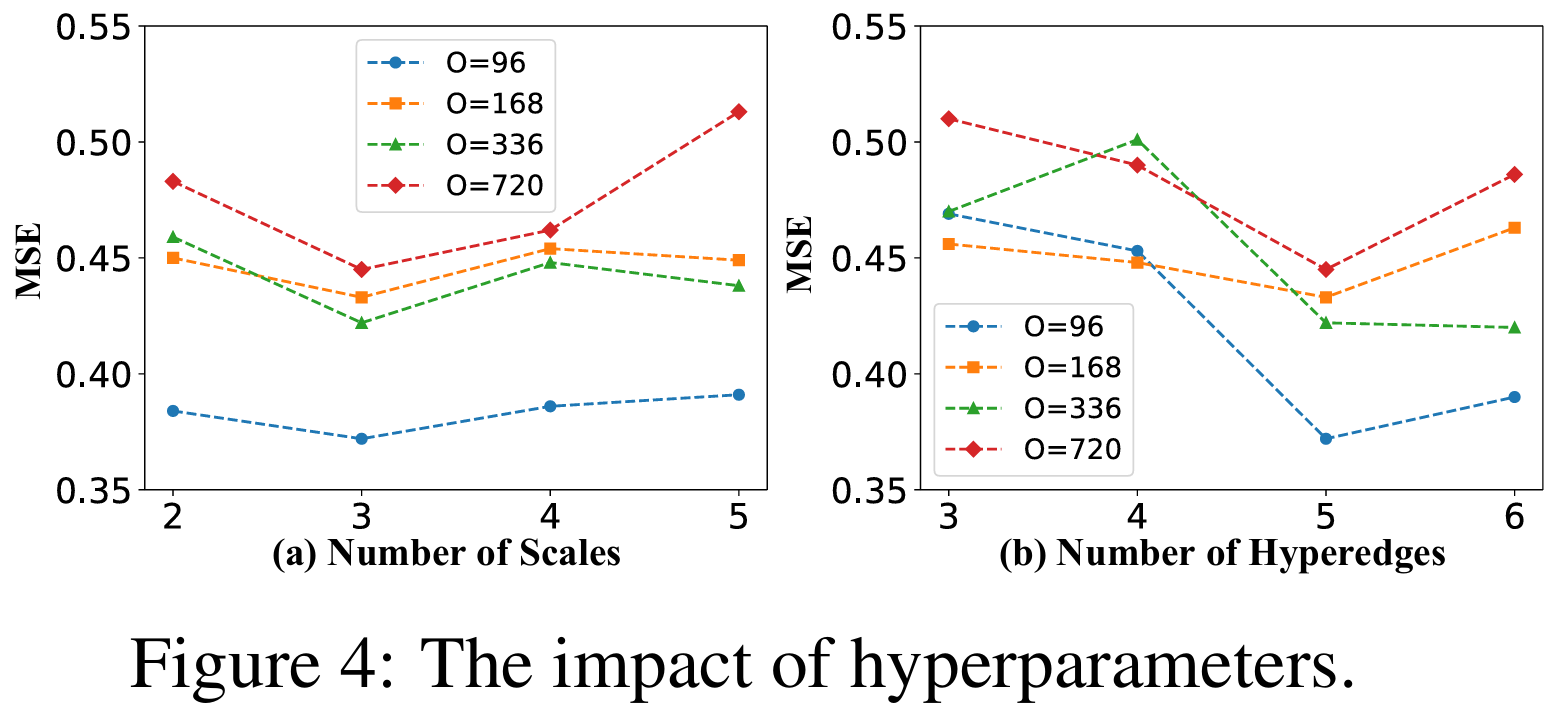 0.55
0.50
0.45
0.40
0.35
MSE
O=96
O=168
O=336
O=720
2 3 4 5
(a) Number of Scales
0.55
0.50
0.45
0.40
0.35
MSE
O=96
O=168
O=336
O=720
3 4 5 6
(b) Number of Hyperedges
Figure 4: The impact of hyperparameters.